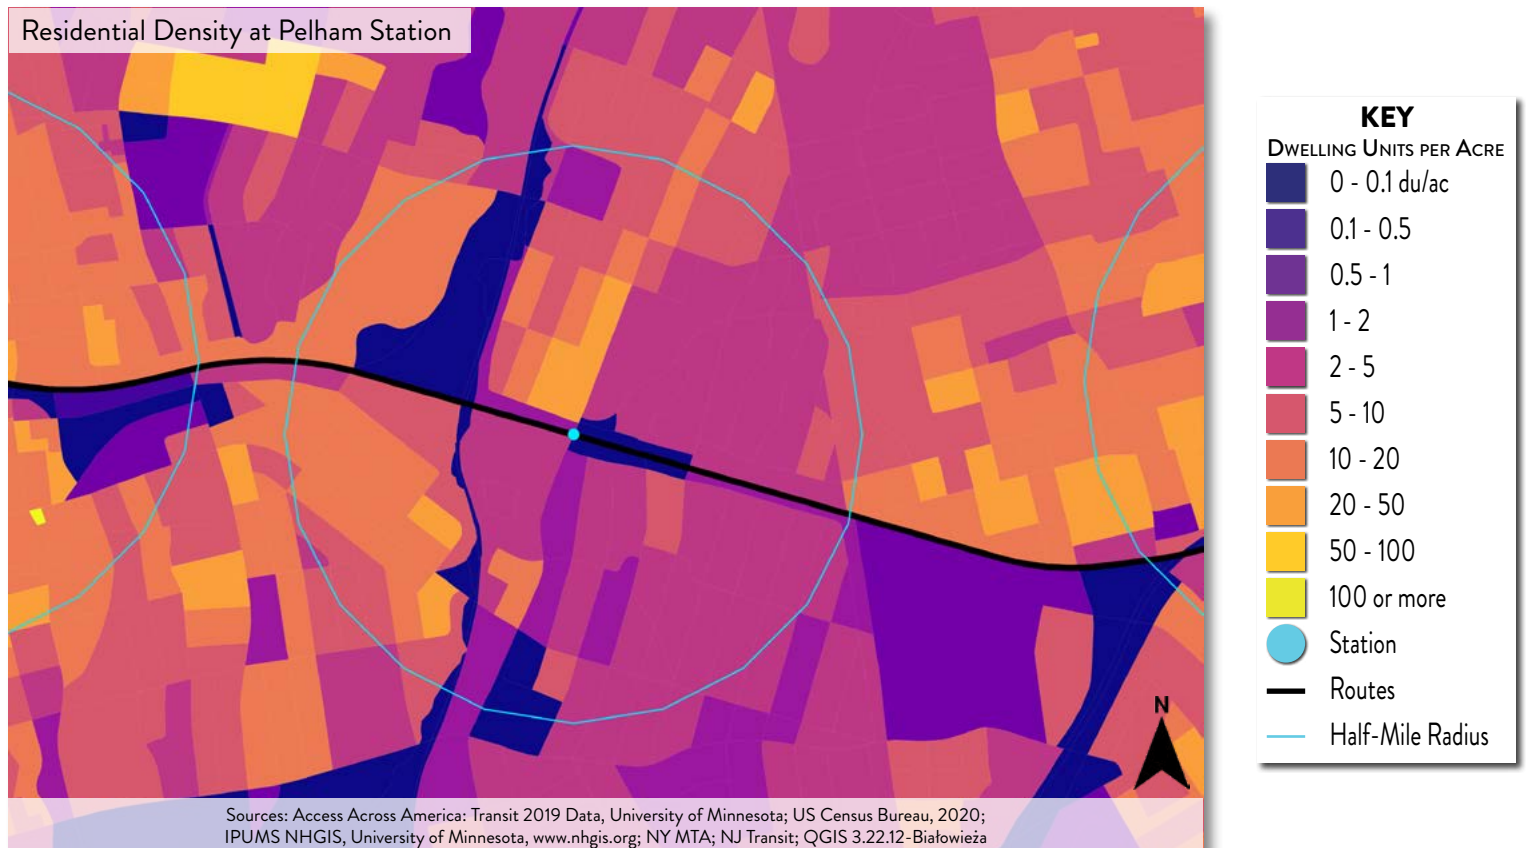 Residential Density at Pelham Station
KEY
Dwelling Units per Acre
0 - 0.1 du/ac
0.1 - 0.5
0.5 - 1
1 - 2
2 - 5
5 - 10
10 - 20
20 - 50
50 - 100
100 or more
Station
Routes
Half-Mile Radius
N
Sources: Access Across America: Transit 2019 Data, University of Minnesota; US Census Bureau, 2020;
IPUMS NHGIS, University of Minnesota, www.nhgis.org; NY MTA; NJ Transit; QGIS 3.22.12-Białowieża